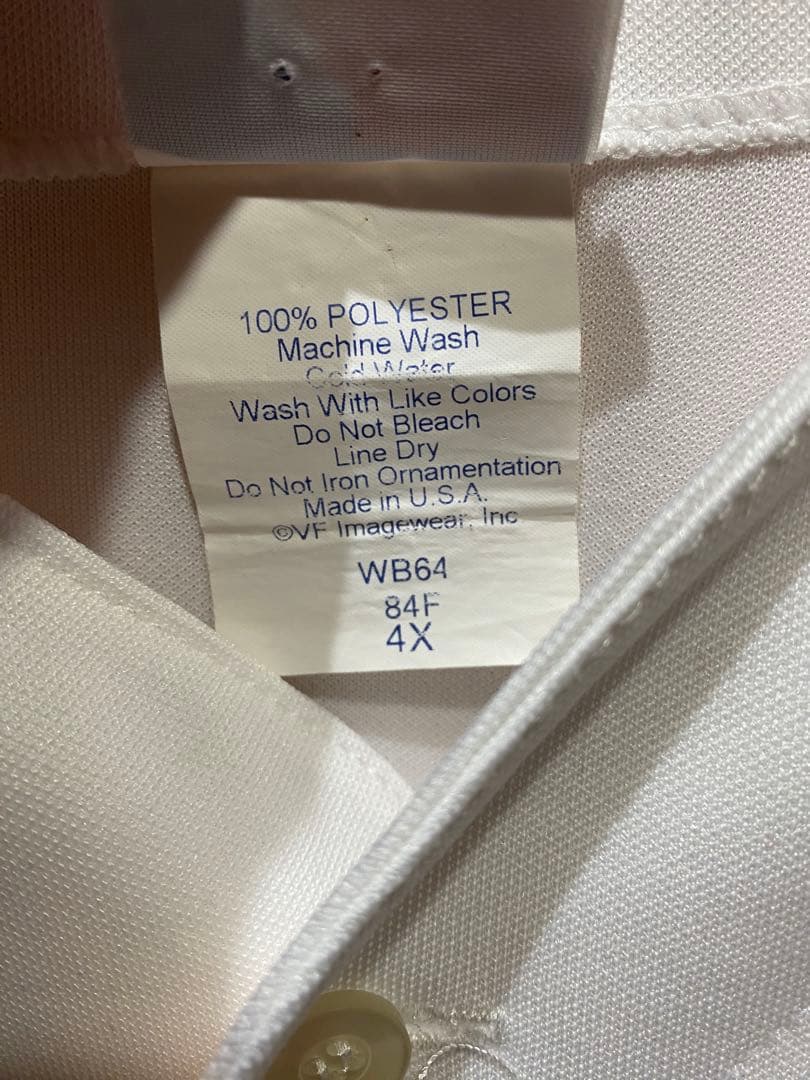 100% POLYESTER
Machine Wash
Cold Water
Wash With Like Colors
Do Not Bleach
Line Dry
Do Not Iron Ornamentation
Made in U.S.A.
©VF Imagewear, Inc
WB64
84F
4X